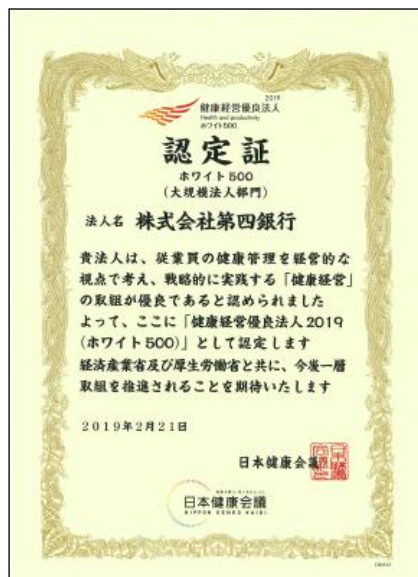 2019
健康経営優良法人
Health and productivity
ホワイト500
認定証
ホワイト500
(大規模法人部門)
法人名 株式会社第四銀行
貴法人は、従業員の健康管理を経営的な
視点で考え、戦略的に実践する「健康経営」
の取組が優良であると認められました
よって、ここに「健康経営優良法人2019
(ホワイト500)」として認定します
経済産業省及び厚生労働省と共に、今後一層
取組を推進されることを期待いたします
2019年2月21日
日本健康会議
日本健康会議
NIPPON KENKO KAIGI